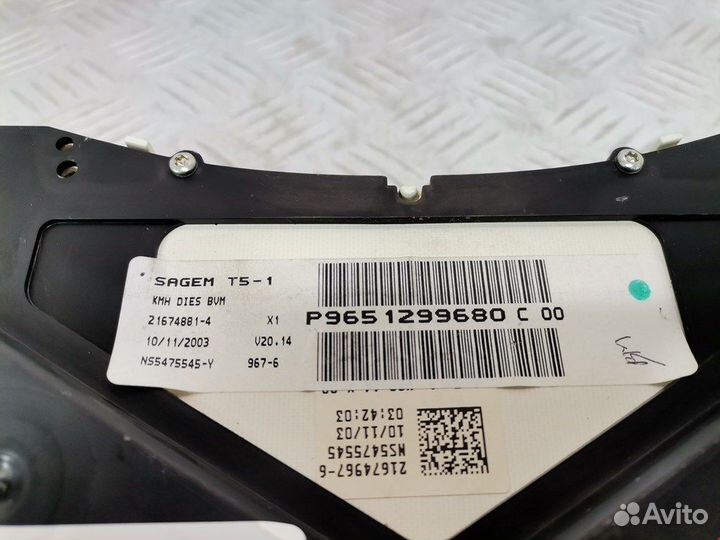 SAGEM T5-1
KMH DIES BVM
21674881-4 X1
10/11/2003 V20.14
NS5475545-Y 967-6
P9651299680 C 00
03:42:03
10/11/03
NS5475545
21674967-6
Avito